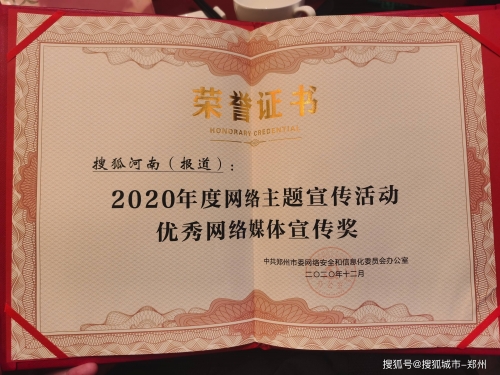 荣誉证书
HONORARY CREDENTIAL
搜狐河南（报道）：
2020年度网络主题宣传活动
优秀网络媒体宣传奖
中共郑州市委网络安全和信息化委员会办公室
二〇二〇年十二月
搜狐号@搜狐城市-郑州